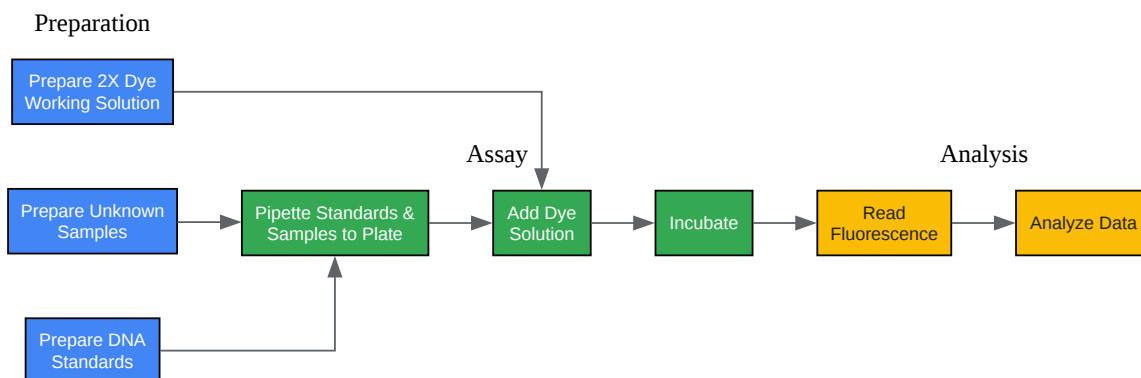 Preparation
Prepare 2X Dye
Working Solution
Assay
Analysis
Prepare Unknown
Samples
Pipette Standards &
Samples to Plate
Add Dye
Solution
Incubate
Read
Fluorescence
Analyze Data
Prepare DNA
Standards